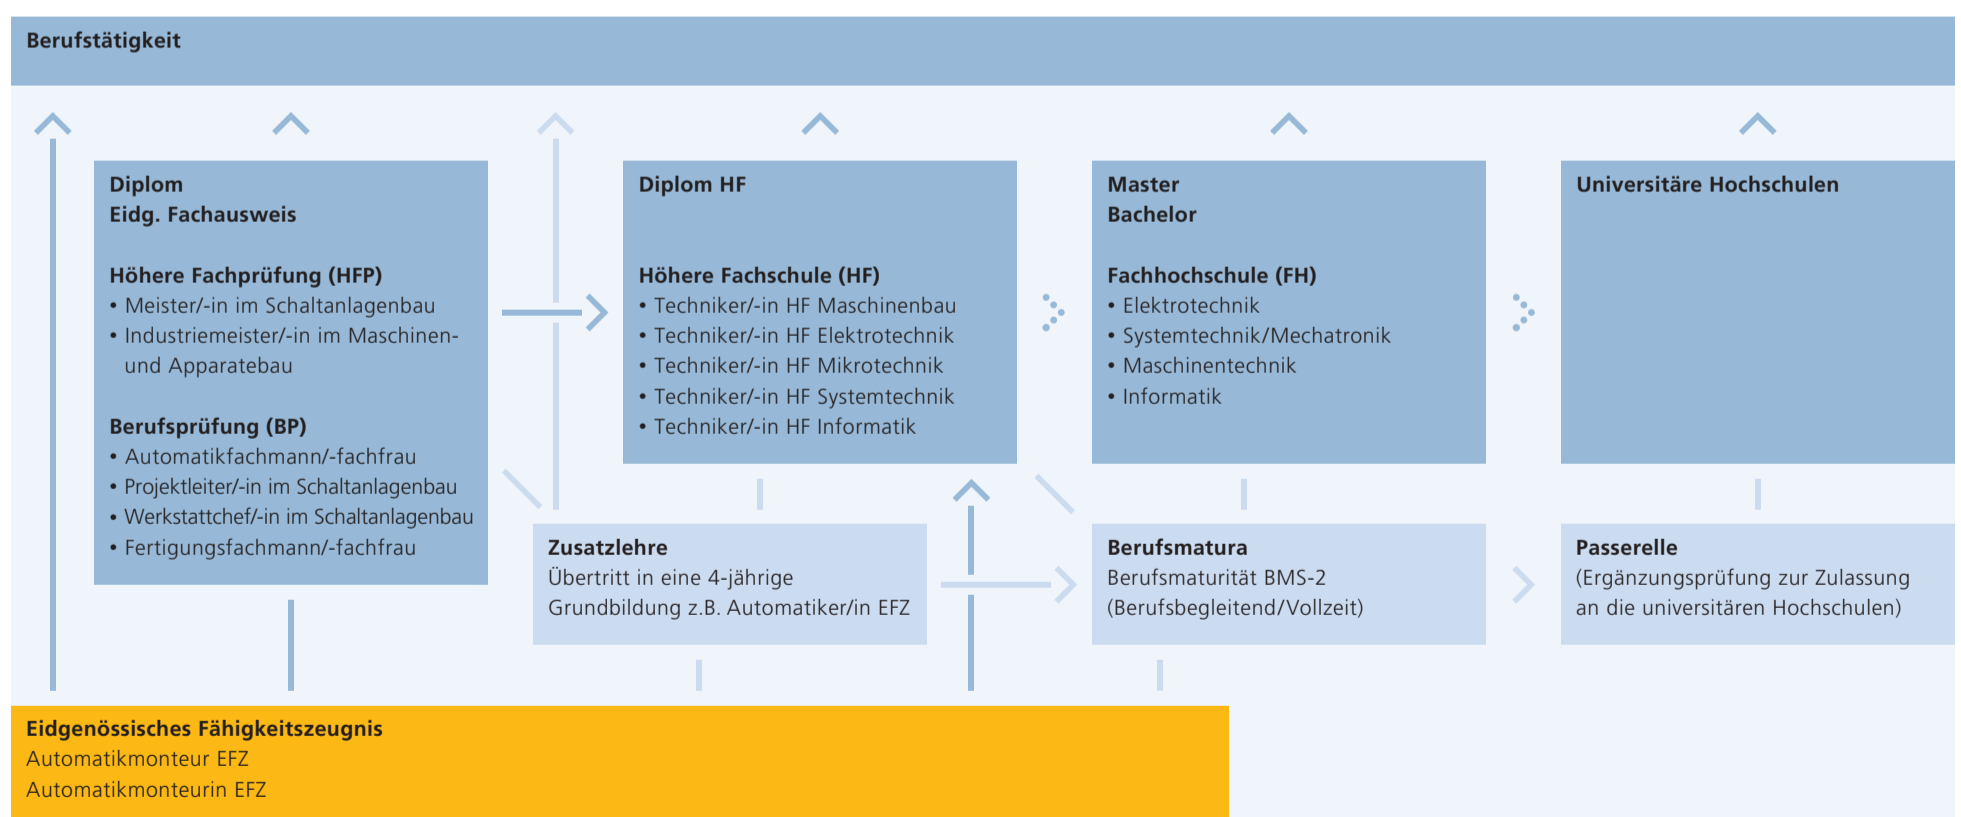 Berufstätigkeit
Diplom
Eidg. Fachausweis
Höhere Fachprüfung (HFP)
• Meister/-in im Schaltanlagenbau
• Industriemeister/-in im Maschinen-
und Apparatebau
Berufsprüfung (BP)
• Automatikfachmann/-fachfrau
• Projektleiter/-in im Schaltanlagenbau
• Werkstattchef/-in im Schaltanlagenbau
• Fertigungsfachmann/-fachfrau
Diplom HF
Höhere Fachschule (HF)
• Techniker/-in HF Maschinenbau
• Techniker/-in HF Elektrotechnik
• Techniker/-in HF Mikrotechnik
• Techniker/-in HF Systemtechnik
• Techniker/-in HF Informatik
Master
Bachelor
Fachhochschule (FH)
• Elektrotechnik
• Systemtechnik/Mechatronik
• Maschinentechnik
• Informatik
Universitäre Hochschulen
Zusatzlehre
Übertritt in eine 4-jährige
Grundbildung z.B. Automatiker/in EFZ
Berufsmatura
Berufsmaturität BMS-2
(Berufsbegleitend/Vollzeit)
Passerelle
(Ergänzungsprüfung zur Zulassung
an die universitären Hochschulen)
Eidgenössisches Fähigkeitszeugnis
Automatikmonteur EFZ
Automatikmonteurin EFZ